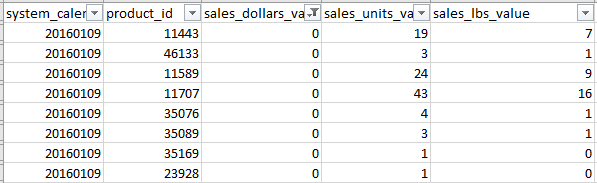 system_calen product_id sales_dollars_va sales_units_va sales_lbs_value
20160109 11443 0 19 7
20160109 46133 0 3 1
20160109 11589 0 24 9
20160109 11707 0 43 16
20160109 35076 0 4 1
20160109 35089 0 3 1
20160109 35169 0 1 0
20160109 23928 0 1 0